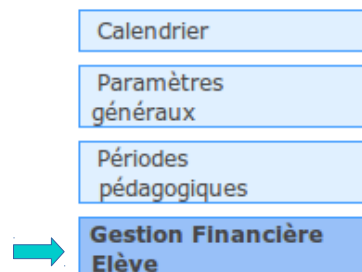 Calendrier
Paramètres
généraux
Périodes
pédagogiques
Gestion Financière
Elève